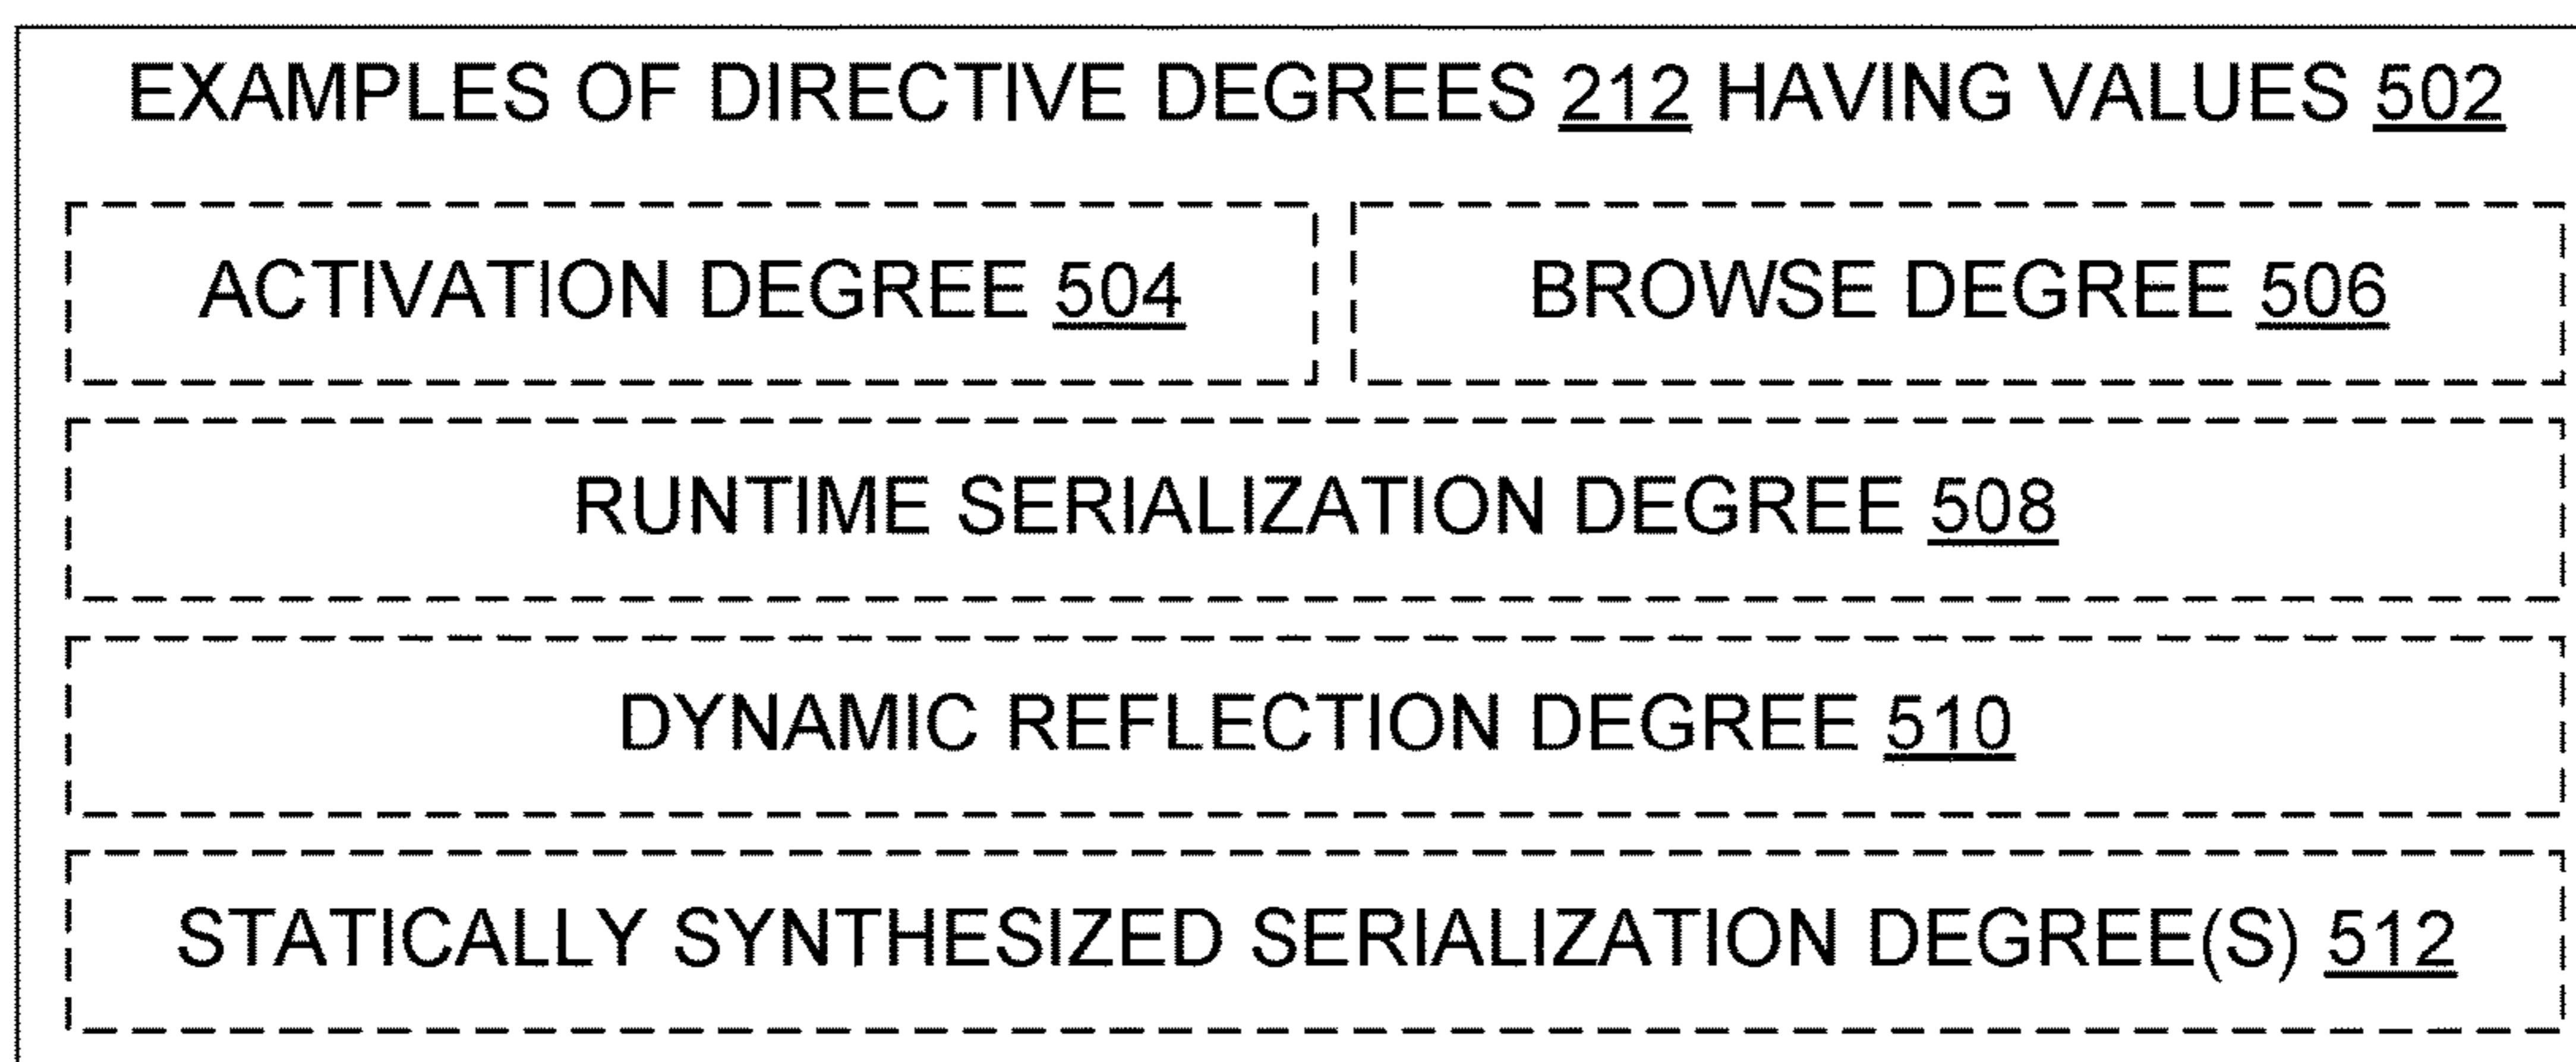 EXAMPLES OF DIRECTIVE DEGREES 212 HAVING VALUES 502
ACTIVATION DEGREE 504
BROWSE DEGREE 506
RUNTIME SERIALIZATION DEGREE 508
DYNAMIC REFLECTION DEGREE 510
STATICALLY SYNTHESIZED SERIALIZATION DEGREE(S) 512